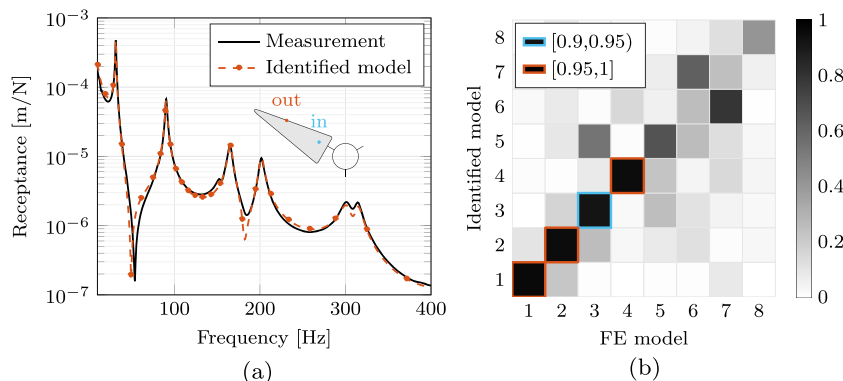 10−3
10−4
10−5
10−6
10−7
Receptance [m/N]
Measurement
Identified model
out
in
100 200 300 400
Frequency [Hz]
(a)
[0.9,0.95)
[0.95,1]
8
7
6
5
4
3
2
1
Identified model
1 2 3 4 5 6 7 8
FE model
1
0.8
0.6
0.4
0.2
0
(b)